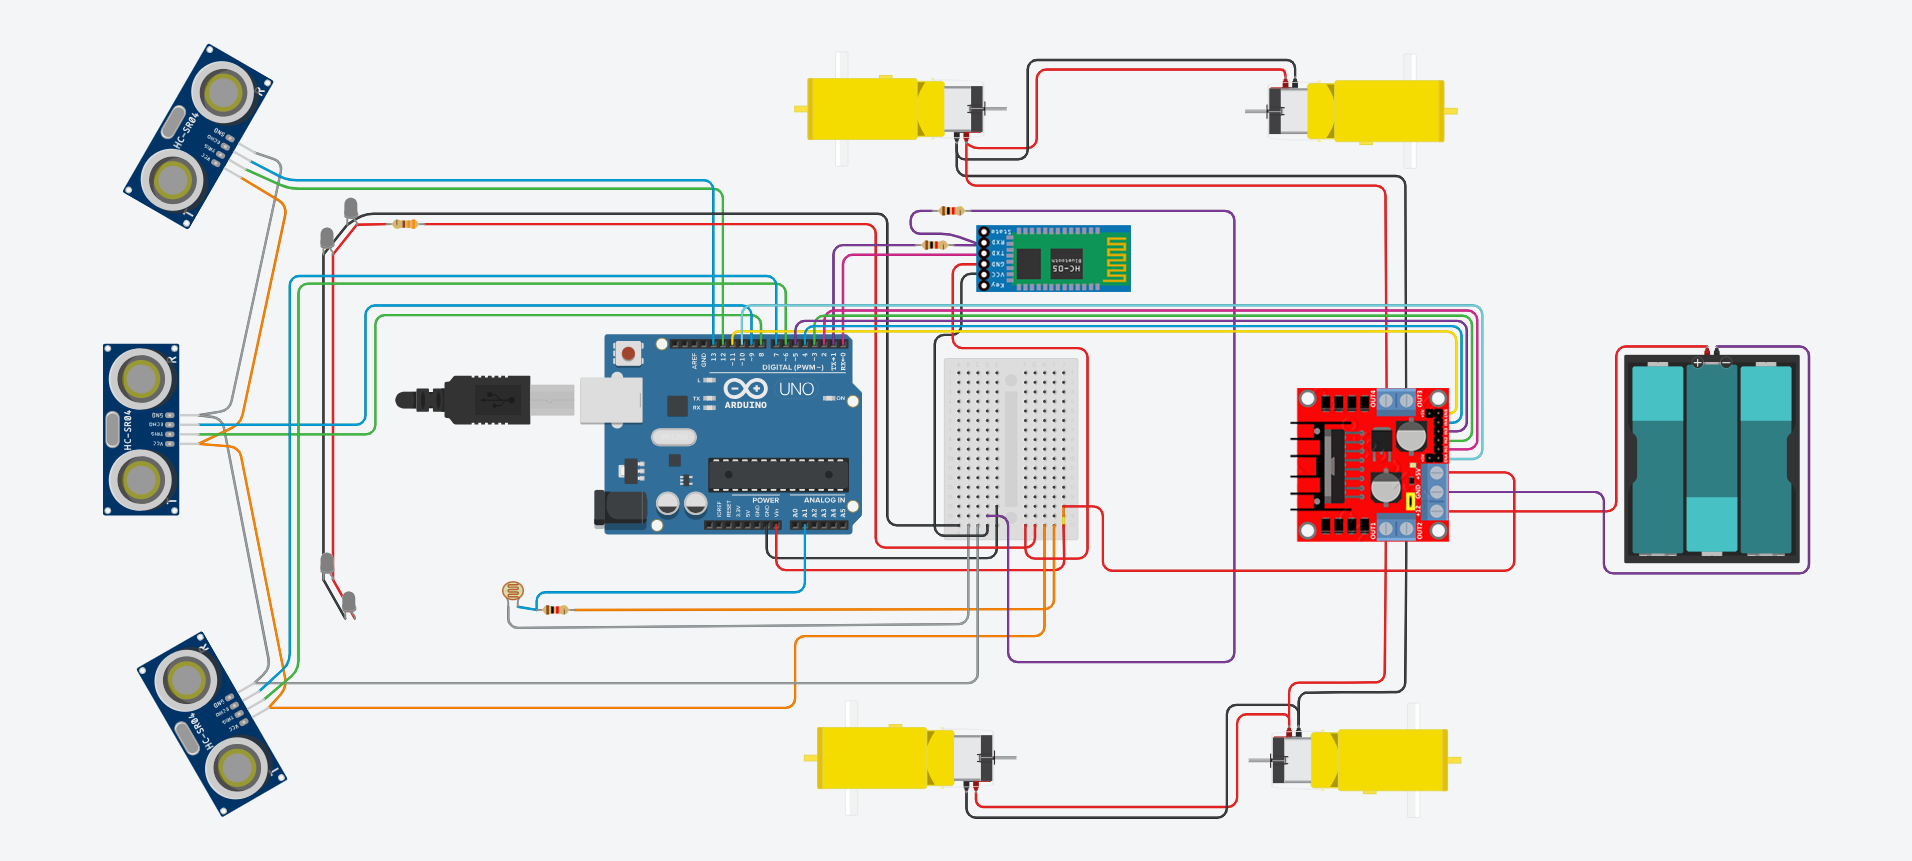 R
GND
ECHO
TRIG
VCC
HC-SR04
L
State
RXD
TXD
GND
VCC
Key
HC-05
Bluetooth
AREF
GND
13
12
~11
~10
~9
8
7
~6
~5
4
~3
2
TX→1
RX←0
DIGITAL (PWM~)
L
TX
RX
ARDUINO
UNO
ON
R
GND
ECHO
TRIG
VCC
HC-SR04
L
POWER
ANALOG IN
IOREF
RESET
3.3V
5V
GND
GND
Vin
A0
A1
A2
A3
A4
A5
OUT4
OUT3
+5V
GND
+12
OUT1
OUT2
R
GND
ECHO
TRIG
VCC
HC-SR04
L